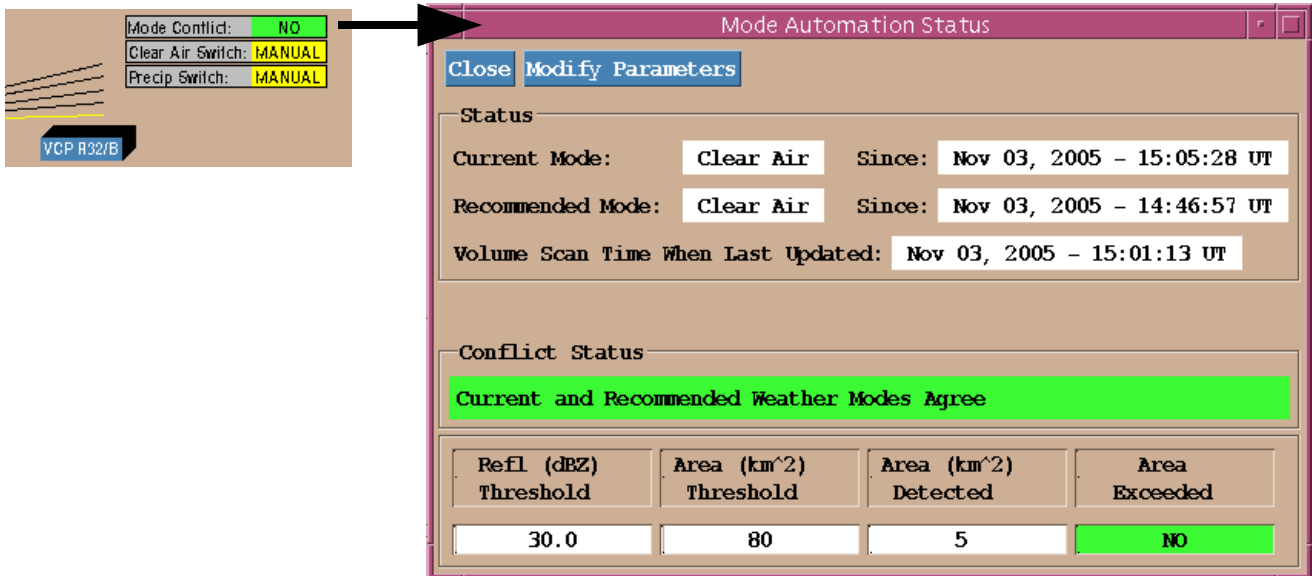 Mode Conflict: NO
Clear Air Switch: MANUAL
Precip Switch: MANUAL
VCP R32/B
Mode Automation Status
Close Modify Parameters
Status
Current Mode: Clear Air Since: Nov 03, 2005 - 15:05:28 UT
Recommended Mode: Clear Air Since: Nov 03, 2005 - 14:46:57 UT
Volume Scan Time When Last Updated: Nov 03, 2005 - 15:01:13 UT
Conflict Status
Current and Recommended Weather Modes Agree
Refl (dBZ) Area (km^2) Area (km^2) Area
Threshold Threshold Detected Exceeded
30.0 80 5 NO